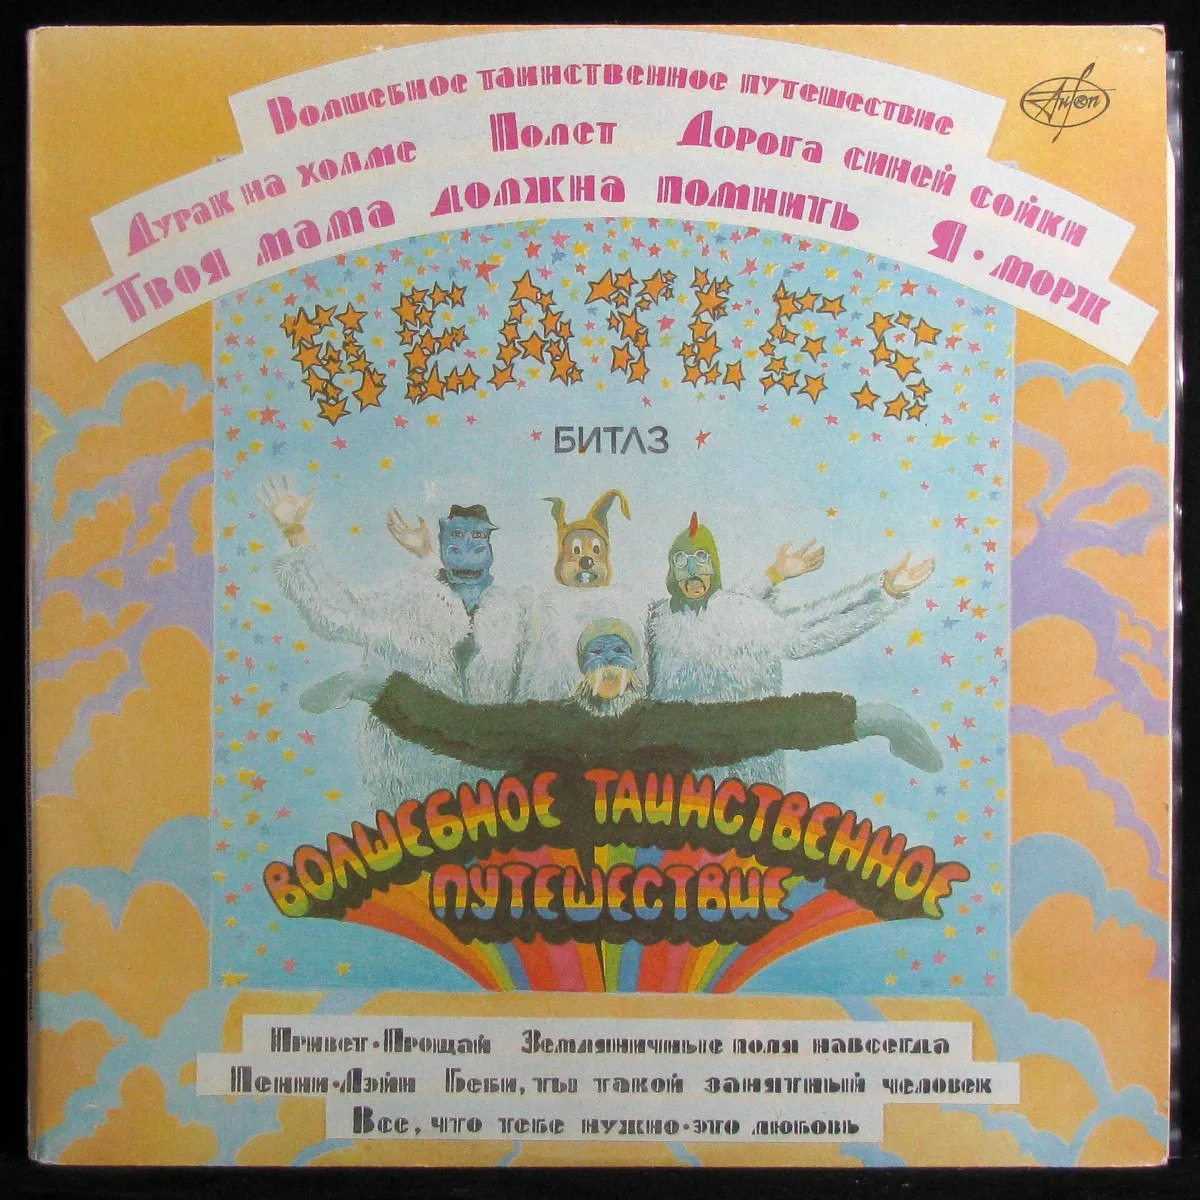 Антроп
Волшебное таинственное путешествие
Дурак на холме Полет Дорога синей сойки
Твоя мама должна помнить Я · морж
BEATLES
БИТЛЗ
ВОЛШЕБНОЕ ТАИНСТВЕННОЕ
ПУТЕШЕСТВИЕ
Привет · Прощай Земляничные поля навсегда
Пенни · Лэйн Беби, ты такой занятный человек
Все, что тебе нужно · это любовь